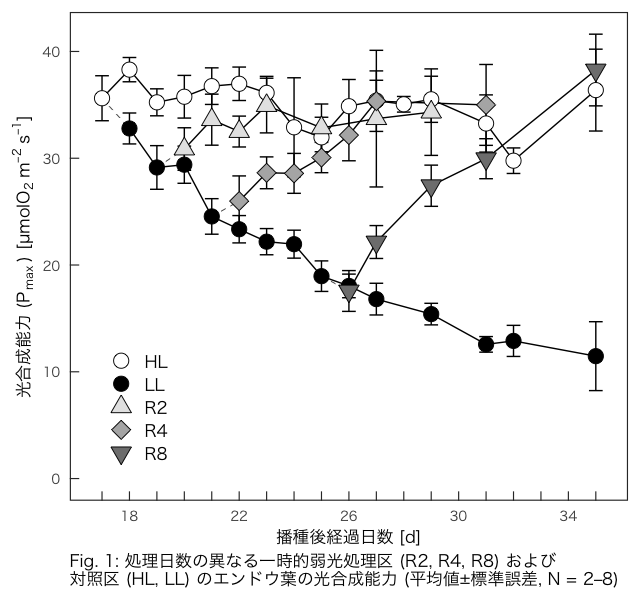 光合成能力 (Pmax) [μmolO₂ m⁻² s⁻¹]
40
30
20
10
0
HL
LL
R2
R4
R8
18 22 26 30 34
播種後経過日数 [d]
Fig. 1: 処理日数の異なる一時的弱光処理区 (R2, R4, R8) および
対照区 (HL, LL) のエンドウ葉の光合成能力 (平均値±標準誤差, N = 2–8)